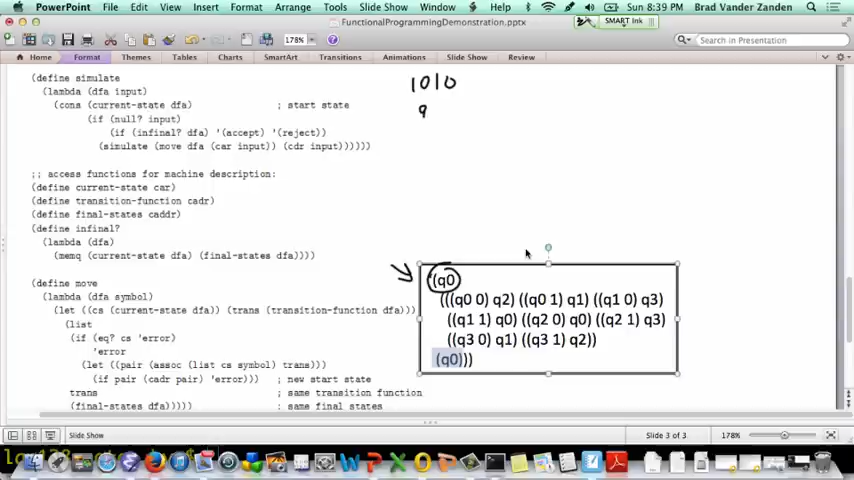 PowerPoint File Edit View Insert Format Arrange Tools Slide Show Window Help Sun 8:39 PM Brad Vander Zanden
FunctionalProgrammingDemonstration.pptx
SMART Ink
178%
Search in Presentation
Home Format Themes Tables Charts SmartArt Transitions Animations Slide Show Review
(define simulate
(lambda (dfa input)
(cons (current-state dfa) ; start state
(if (null? input)
(if (infinal? dfa) '(accept) '(reject))
(simulate (move dfa (car input)) (cdr input))))))
;; access functions for machine description:
(define current-state car)
(define transition-function cadr)
(define final-states caddr)
(define infinal?
(lambda (dfa)
(memq (current-state dfa) (final-states dfa))))
(define move
(lambda (dfa symbol)
(let ((cs (current-state dfa)) (trans (transition-function dfa)))
(list
(if (eq? cs 'error)
'error
(let ((pair (assoc (list cs symbol) trans)))
(if pair (cadr pair) 'error))) ; new start state
trans ; same transition function
(final-states dfa))))) ; same final states
1010
q
'(q0
(((q0 0) q2) ((q0 1) q1) ((q1 0) q3)
((q1 1) q0) ((q2 0) q0) ((q2 1) q3)
((q3 0) q1) ((q3 1) q2))
(q0)))
Slide Show
Slide 3 of 3
178%